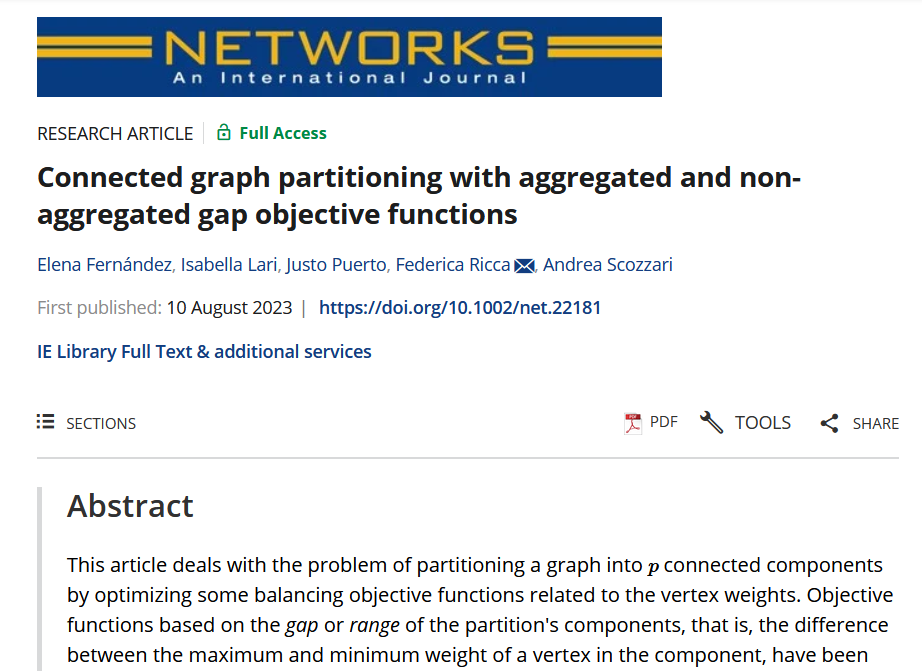 NETWORKS
An International Journal
RESEARCH ARTICLE Full Access
Connected graph partitioning with aggregated and non-
aggregated gap objective functions
Elena Fernández, Isabella Lari, Justo Puerto, Federica Ricca, Andrea Scozzari
First published: 10 August 2023 | https://doi.org/10.1002/net.22181
IE Library Full Text & additional services
SECTIONS PDF TOOLS SHARE
Abstract
This article deals with the problem of partitioning a graph into p connected components
by optimizing some balancing objective functions related to the vertex weights. Objective
functions based on the gap or range of the partition's components, that is, the difference
between the maximum and minimum weight of a vertex in the component, have been